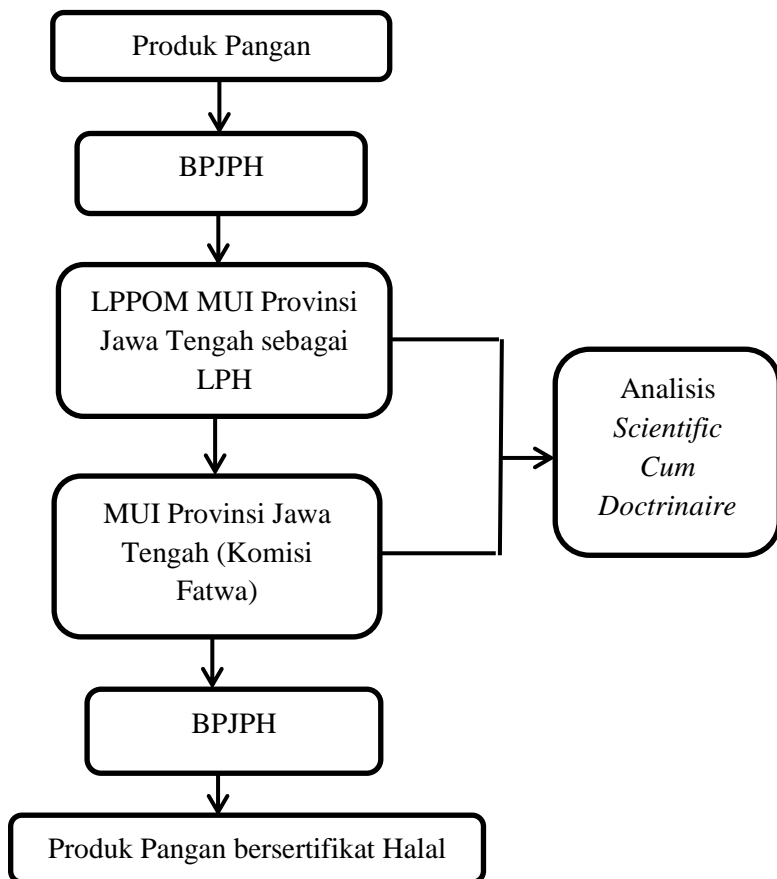 Produk Pangan
BPJPH
LPPOM MUI Provinsi
Jawa Tengah sebagai
LPH
MUI Provinsi Jawa
Tengah (Komisi
Fatwa)
Analisis
Scientific
Cum
Doctrinaire
BPJPH
Produk Pangan bersertifikat Halal